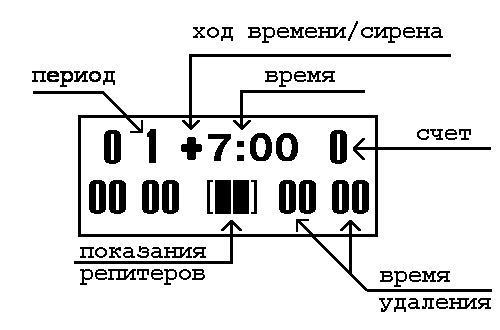 ход времени/сирена
период
время
0 1 +7:00 0
счет
00 00 [██] 00 00
показания
репитеров
время
удаления